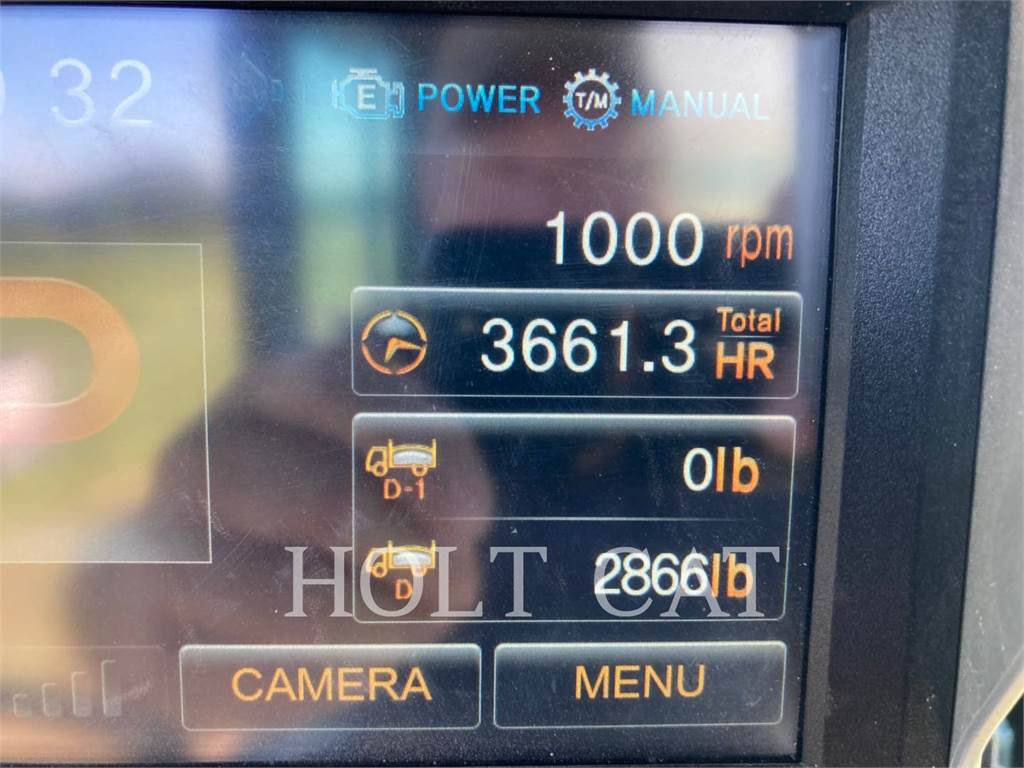 32
E POWER T/M MANUAL
1000 rpm
3661.3 Total HR
D-1 0lb
D 2866lb
HOLT CAT
CAMERA MENU